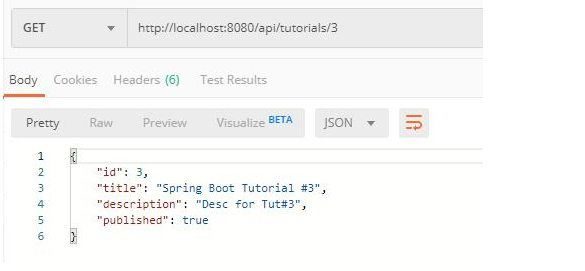 GET http://localhost:8080/api/tutorials/3
Body Cookies Headers (6) Test Results
Pretty Raw Preview Visualize BETA JSON
1 {
2 "id": 3,
3 "title": "Spring Boot Tutorial #3",
4 "description": "Desc for Tut#3",
5 "published": true
6 }